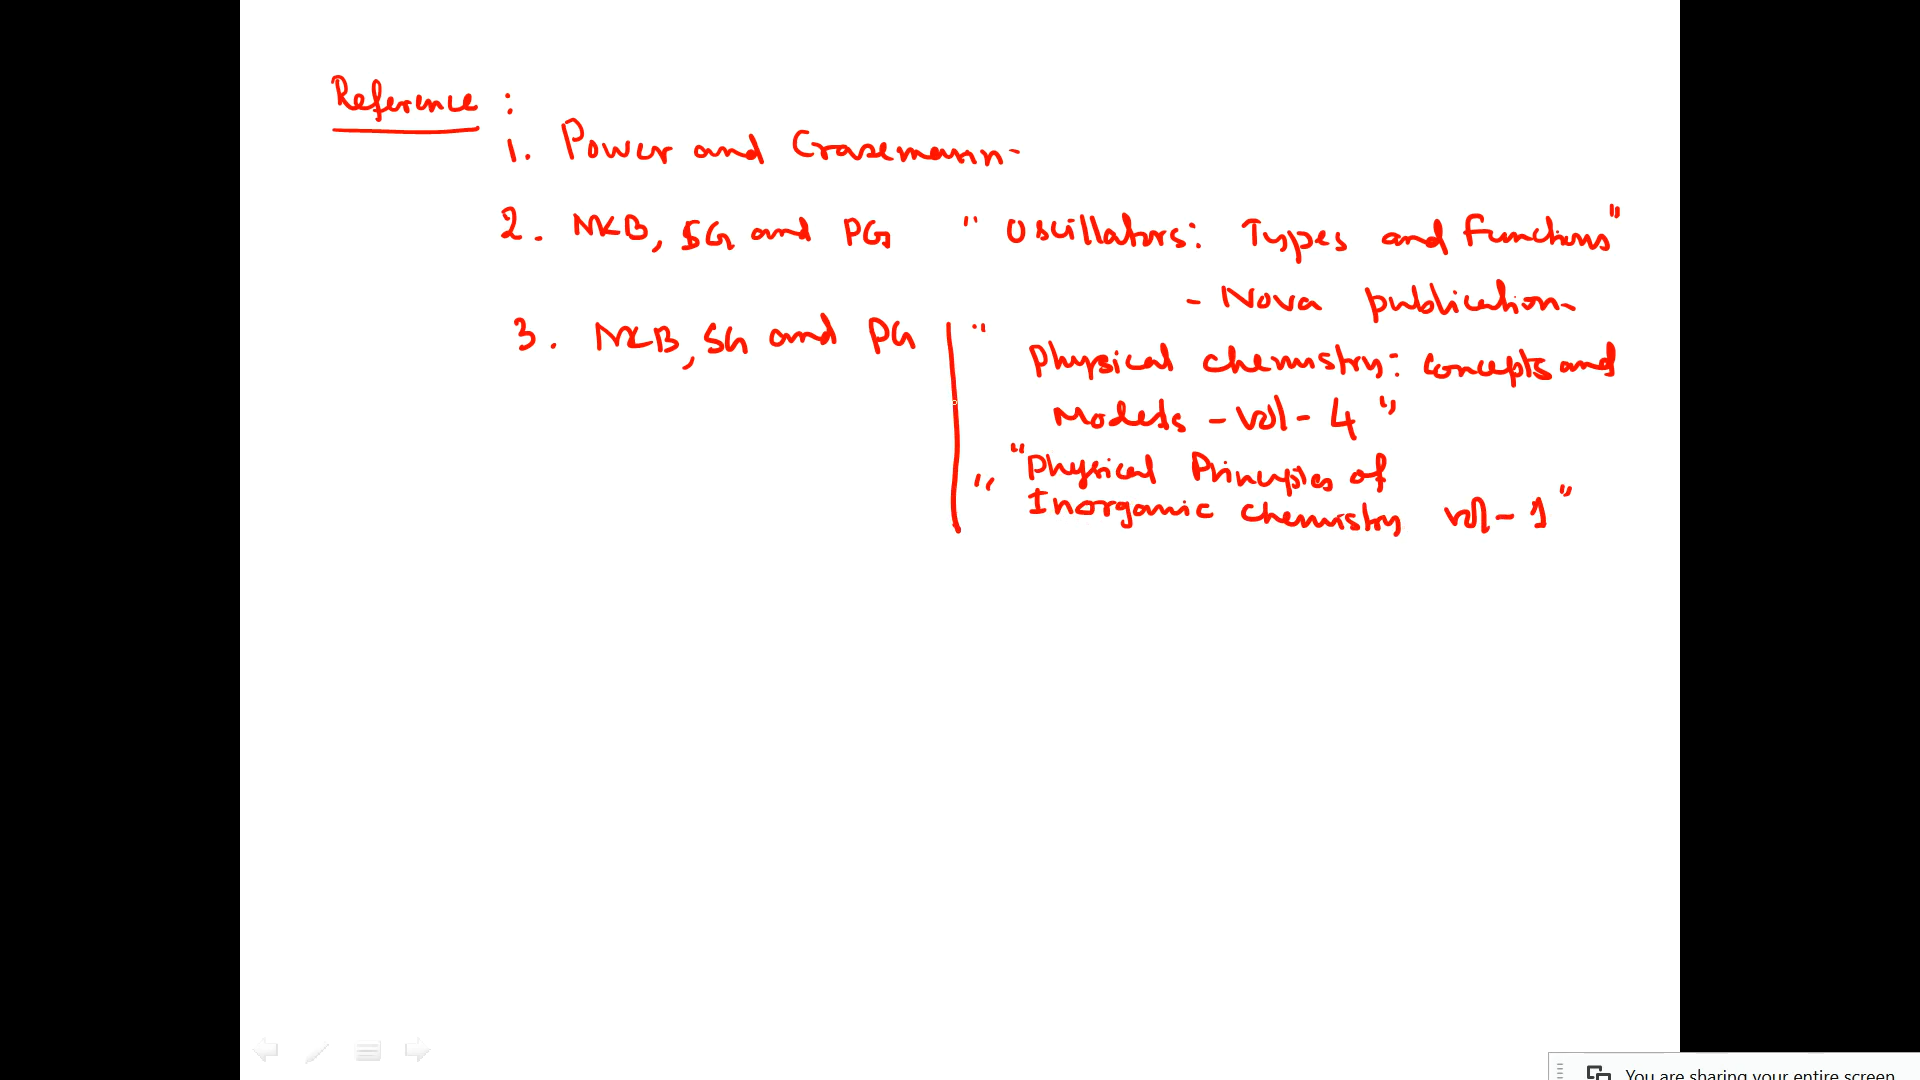 Reference :
1. Power and Crasemann.
2. NKB, SG and PG " Oscillators: Types and Functions"
- Nova publication.
3. NKB, SG and PG "
Physical Chemistry: Concepts and
Models - Vol - 4 "
" "Physical Principles of
Inorganic Chemistry Vol - 1 "
You are sharing your entire screen